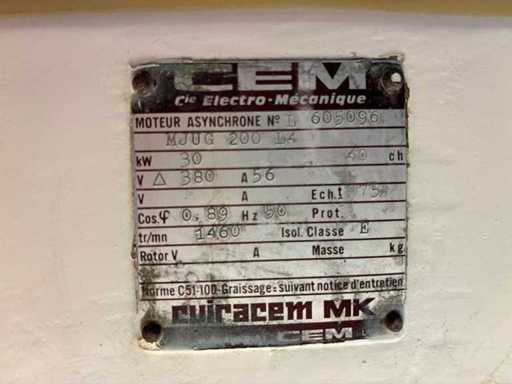 CEM
Cie Electro-Mécanique
MOTEUR ASYNCHRONE Nº L 605096
MJUG 200 L4
kW 30 40 ch
V △ 380 A 56
V A Ech.t 75
Cos. φ 0,89 Hz 50 Prot.
tr/mn 1460 Isol. Classe E
Rotor V A Masse kg
Norme C51-100-Graissage: suivant notice d'entretien
cuiracem MK
CEM